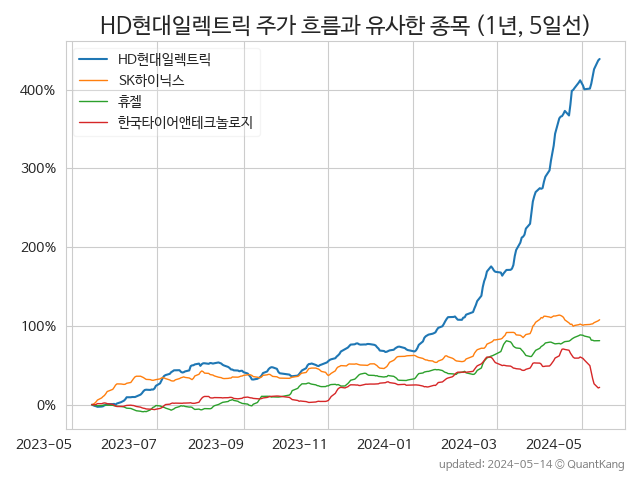 HD현대일렉트릭 주가 흐름과 유사한 종목 (1년, 5일선)
HD현대일렉트릭
SK하이닉스
휴젤
한국타이어앤테크놀로지
400%
300%
200%
100%
0%
2023-05 2023-07 2023-09 2023-11 2024-01 2024-03 2024-05
updated: 2024-05-14 © QuantKang